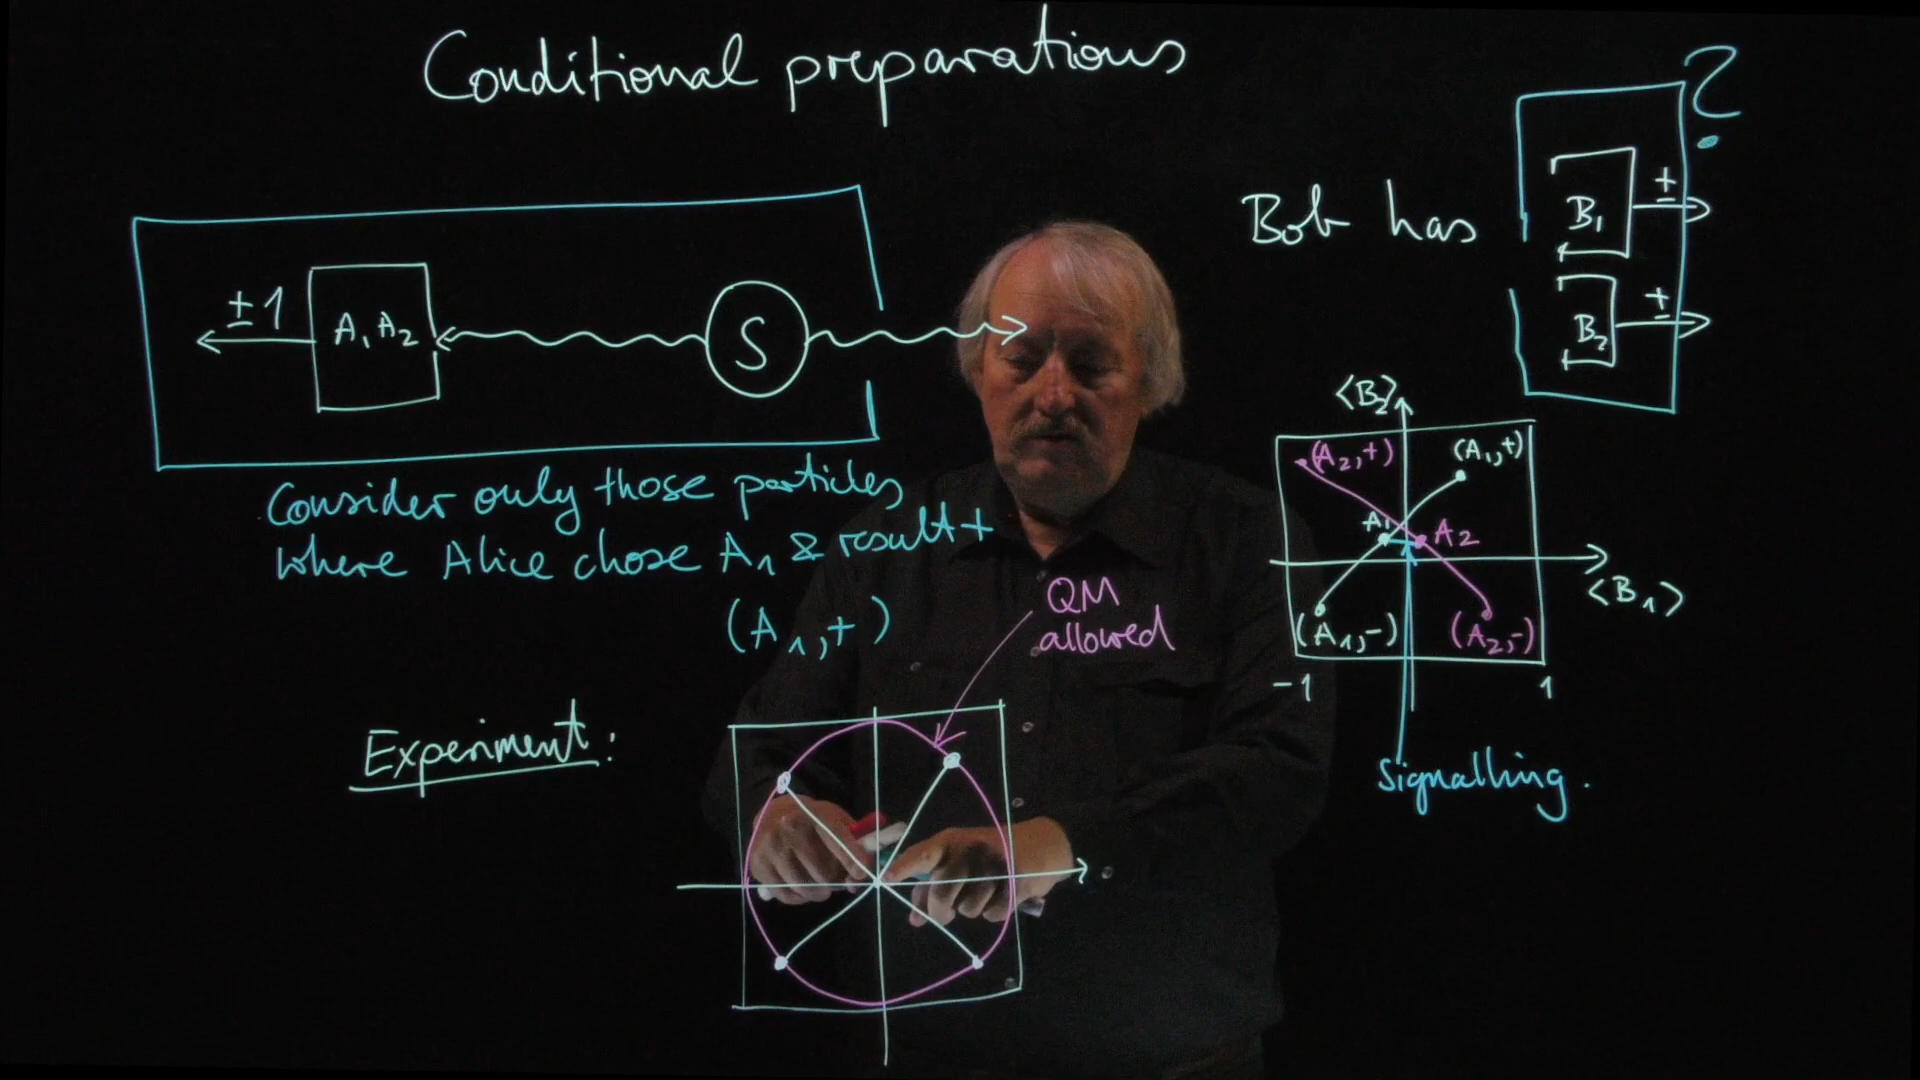 Conditional preparations
?
Bob has
B₁
±
B₂
±
±1
A₁ A₂
S
Consider only those particles
where Alice chose A₁ & result +
(A₁,+)
<B₂>
(A₂,+)
(A₁,+)
A₁
A₂
<B₁>
(A₁,-)
(A₂,-)
-1
1
Signalling.
QM
allowed
Experiment: